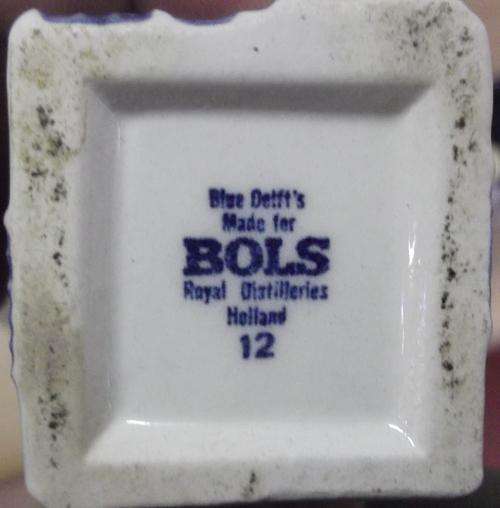 Blue Delft's
Made for
BOLS
Royal Distilleries
Holland
12